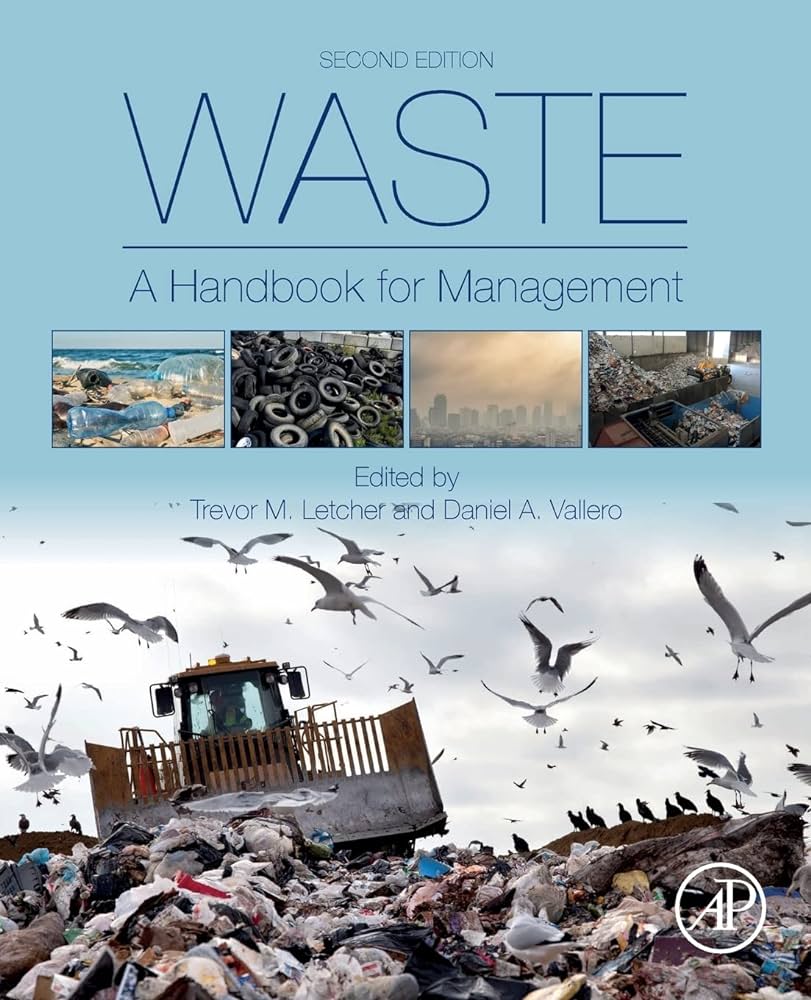 SECOND EDITION
WASTE
A Handbook for Management
Edited by
Trevor M. Letcher and Daniel A. Vallero
AP